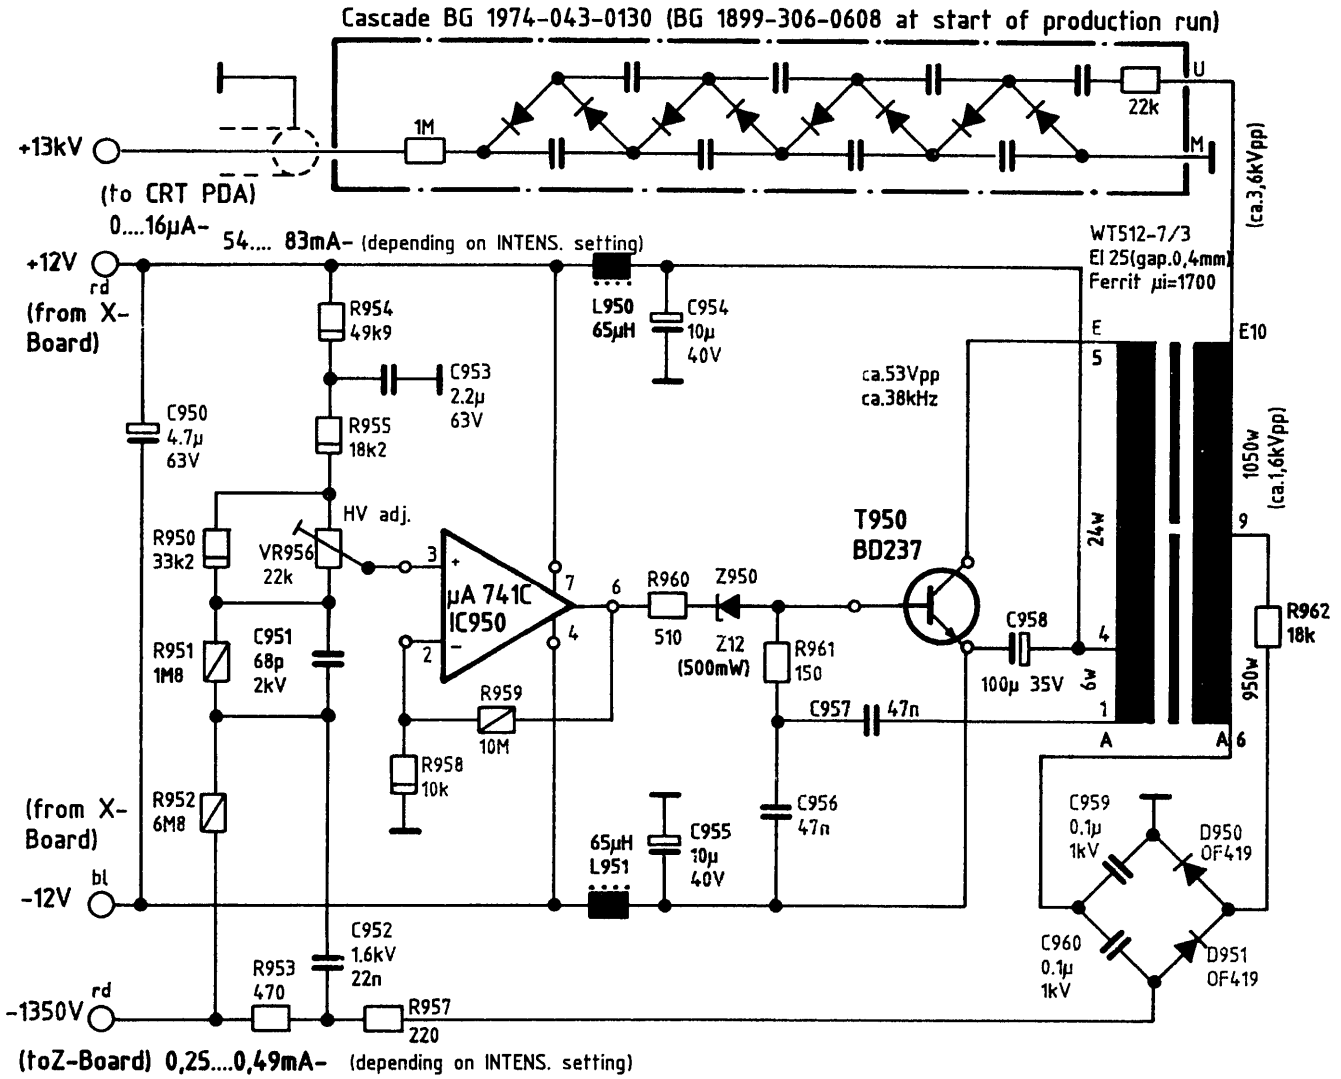 Cascade BG 1974-043-0130 (BG 1899-306-0608 at start of production run)
U
22k
1M
+13kV
M
(to CRT PDA)
0....16µA-
(ca.3,6kVpp)
54.... 83mA- (depending on INTENS. setting)
WT512-7/3
EI 25(gap.0,4mm)
Ferrit µi=1700
+12V
rd
(from X-
Board)
R954
49k9
L950
65µH
C954
10µ
40V
E
5
E10
C953
2.2µ
63V
ca.53Vpp
ca.38kHz
C950
4.7µ
63V
R955
18k2
1050w
(ca.1,6kVpp)
HV adj.
R950
33k2
VR956
22k
3
+
µA 741C
IC950
7
6
4
-
2
R960
510
Z950
Z12
(500mW)
T950
BD237
24w
9
R962
18k
R951
1M8
C951
68p
2kV
R961
150
C958
100µ 35V
4
6w
950w
R959
10M
C957
47n
1
A
A 6
R958
10k
R952
6M8
(from X-
Board)
C956
47n
65µH
L951
C955
10µ
40V
C959
0.1µ
1kV
D950
OF419
bl
-12V
C952
1.6kV
22n
C960
0.1µ
1kV
D951
OF419
R953
470
rd
-1350V
R957
220
(toZ-Board) 0,25....0,49mA- (depending on INTENS. setting)